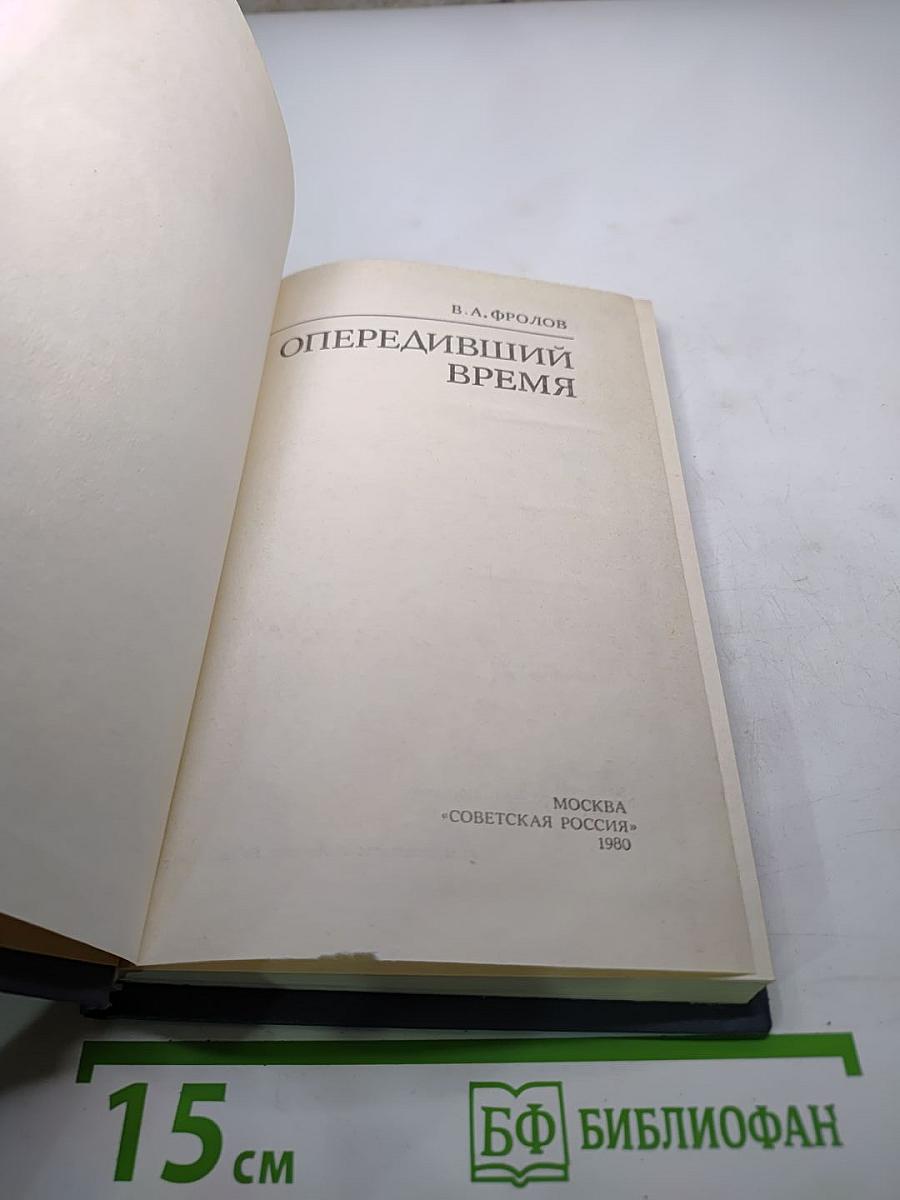 В. А. ФРОЛОВ
ОПЕРЕДИВШИЙ
ВРЕМЯ
МОСКВА
«СОВЕТСКАЯ РОССИЯ»
1980
15 см
БФ БИБЛИОФАН